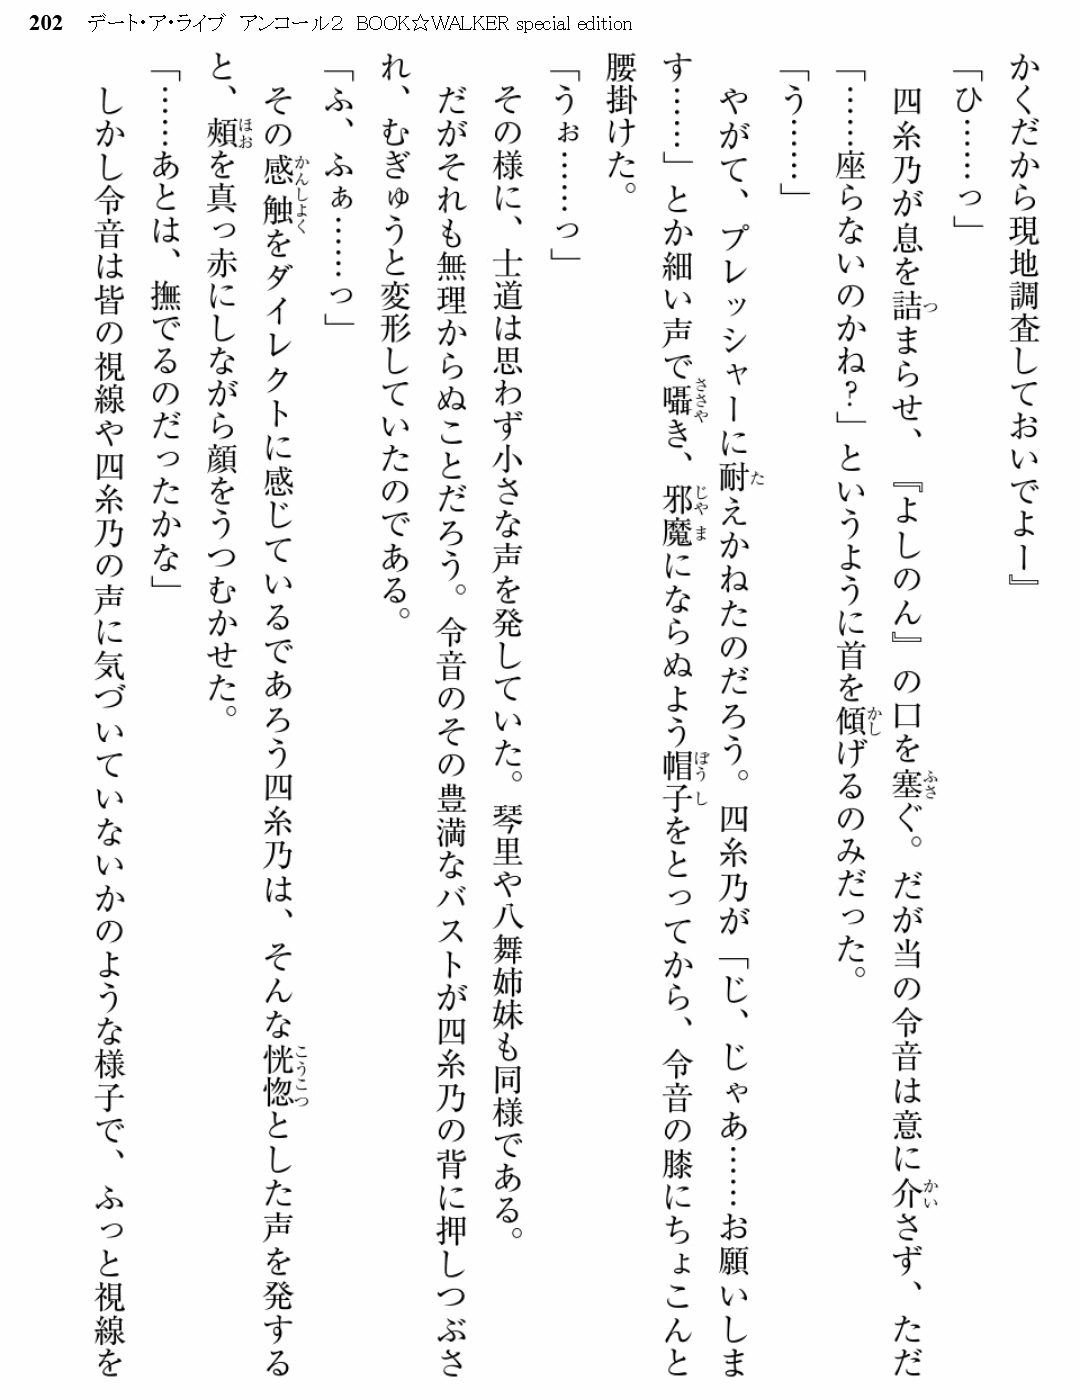 202 デート・ア・ライブ アンコール2 BOOK☆WALKER special edition
かくだから現地調査しておいでよー』
「ひ……っ」
四糸乃が息を詰まらせ、『よしのん』の口を塞ぐ。だが当の令音は意に介さず、ただ
「……座らないのかね？」というように首を傾げるのみだった。
「う……」
やがて、プレッシャーに耐えかねたのだろう。四糸乃が「じ、じゃあ……お願いしま
す……」とか細い声で囁き、邪魔にならぬよう帽子をとってから、令音の膝にちょこんと
腰掛けた。
「うぉ……っ」
その様に、士道は思わず小さな声を発していた。琴里や八舞姉妹も同様である。
だがそれも無理からぬことだろう。令音のその豊満なバストが四糸乃の背に押しつぶさ
れ、むぎゅうと変形していたのである。
「ふ、ふぁ……っ」
その感触をダイレクトに感じているであろう四糸乃は、そんな恍惚とした声を発する
と、頬を真っ赤にしながら顔をうつむかせた。
「……あとは、撫でるのだったかな」
しかし令音は皆の視線や四糸乃の声に気づいていないかのような様子で、ふっと視線を